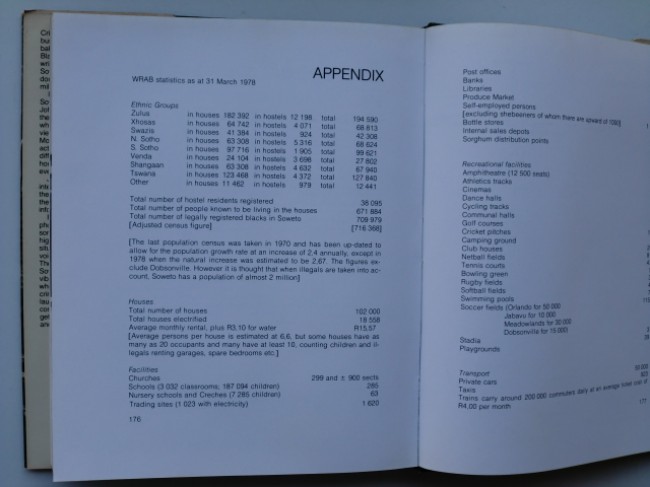 APPENDIX
WRAB statistics as at 31 March 1978
Ethnic Groups
Zulus in houses 182 392 in hostels 12 198 total 194 590
Xhosas in houses 64 742 in hostels 4 071 total 68 813
Swazis in houses 41 384 in hostels 924 total 42 308
N. Sotho in houses 63 308 in hostels 5 316 total 68 624
S. Sotho in houses 97 716 in hostels 1 905 total 99 621
Vanda in houses 24 104 in hostels 3 698 total 27 802
Shangaan in houses 63 308 in hostels 4 632 total 67 940
Tswana in houses 123 468 in hostels 4 372 total 127 840
Other in houses 11 462 in hostels 979 total 12 441
Total number of hostel residents registered 38 095
Total number of people known to be living in the houses 671 884
Total number of legally registered blacks in Soweto 709 979
[Adjusted census figure] [716 368]
[The last population census was taken in 1970 and has been up-dated to
allow for the population growth rate at an increase of 2,4 annually, except in
1978 when the natural increase was estimated to be 2.67. The figures ex-
clude Dobsonville. However it is thought that when illegals are taken into ac-
count, Soweto has a population of almost 2 million]
Houses
Total number of houses 102 000
Total houses electrified 18 558
Average monthly rental, plus R3,10 for water R15,57
[Average persons per house is estimated at 6,6, but some houses have as
many as 20 occupants and many have at least 10, counting children and il-
legals renting garages, spare bedrooms etc.]
Facilities
Churches 299 and ± 900 sects
Schools (3 032 classrooms; 187 094 children) 285
Nursery schools and Creches (7 285 children) 63
Trading sites (1 023 with electricity) 1 620
176
Post offices
Banks
Libraries
Produce Market
Self-employed persons
[excluding shebeeners of whom there are upward of 1000]
Bottle stores
Internal sales depots
Sorghum distribution points
Recreational facilities
Amphitheatre (12 500 seats)
Athletics tracks
Cinemas
Dance halls
Cycling tracks
Communal halls
Golf courses
Cricket pitches
Camping ground
Club houses
Netball fields
Tennis courts
Bowling green
Rugby fields
Softball fields
Swimming pools
Soccer fields (Orlando for 50 000
Jabavu for 10 000
Meadowlands for 30 000
Dobsonville for 15 000)
Stadia
Playgrounds
Transport
Private cars
Taxis
Trains carry around 200 000 commuters daily at an average ticket cost of
R4,00 per month
177